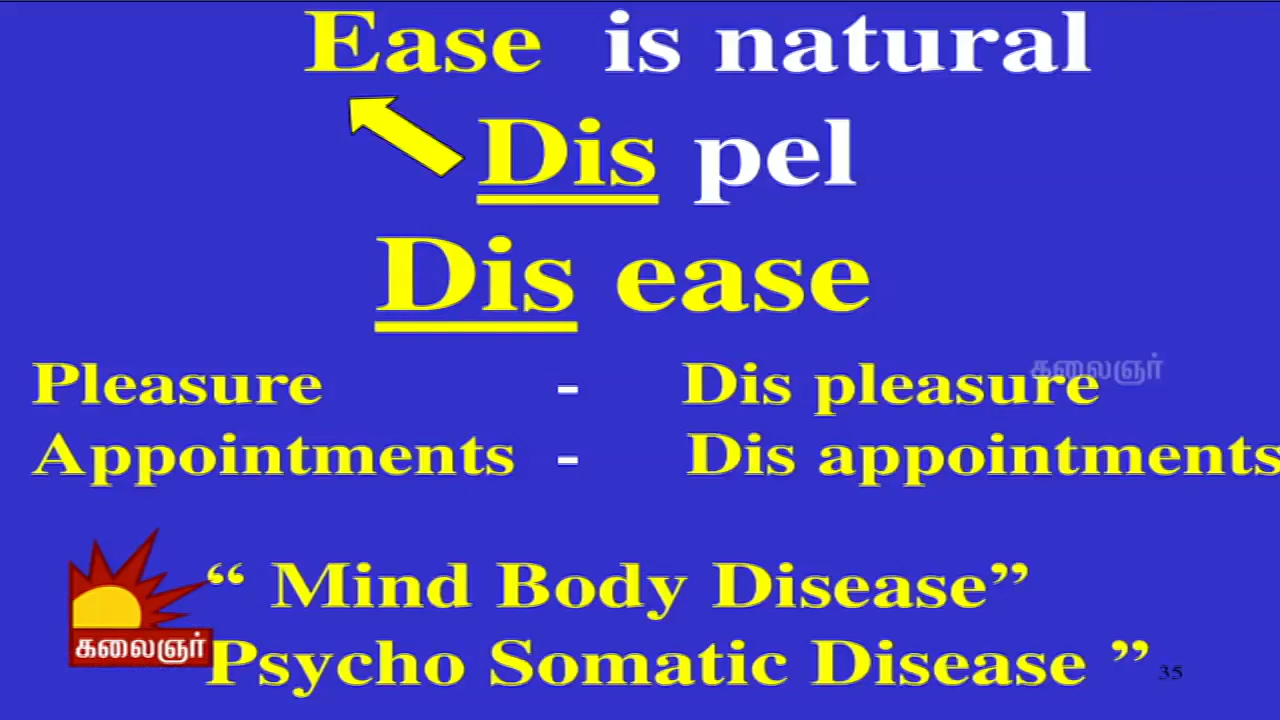 Ease is natural
Dis pel
Dis ease
Pleasure - Dis pleasure
கலைஞர்
Appointments - Dis appointments
“ Mind Body Disease”
கலைஞர்
Psycho Somatic Disease ”
35